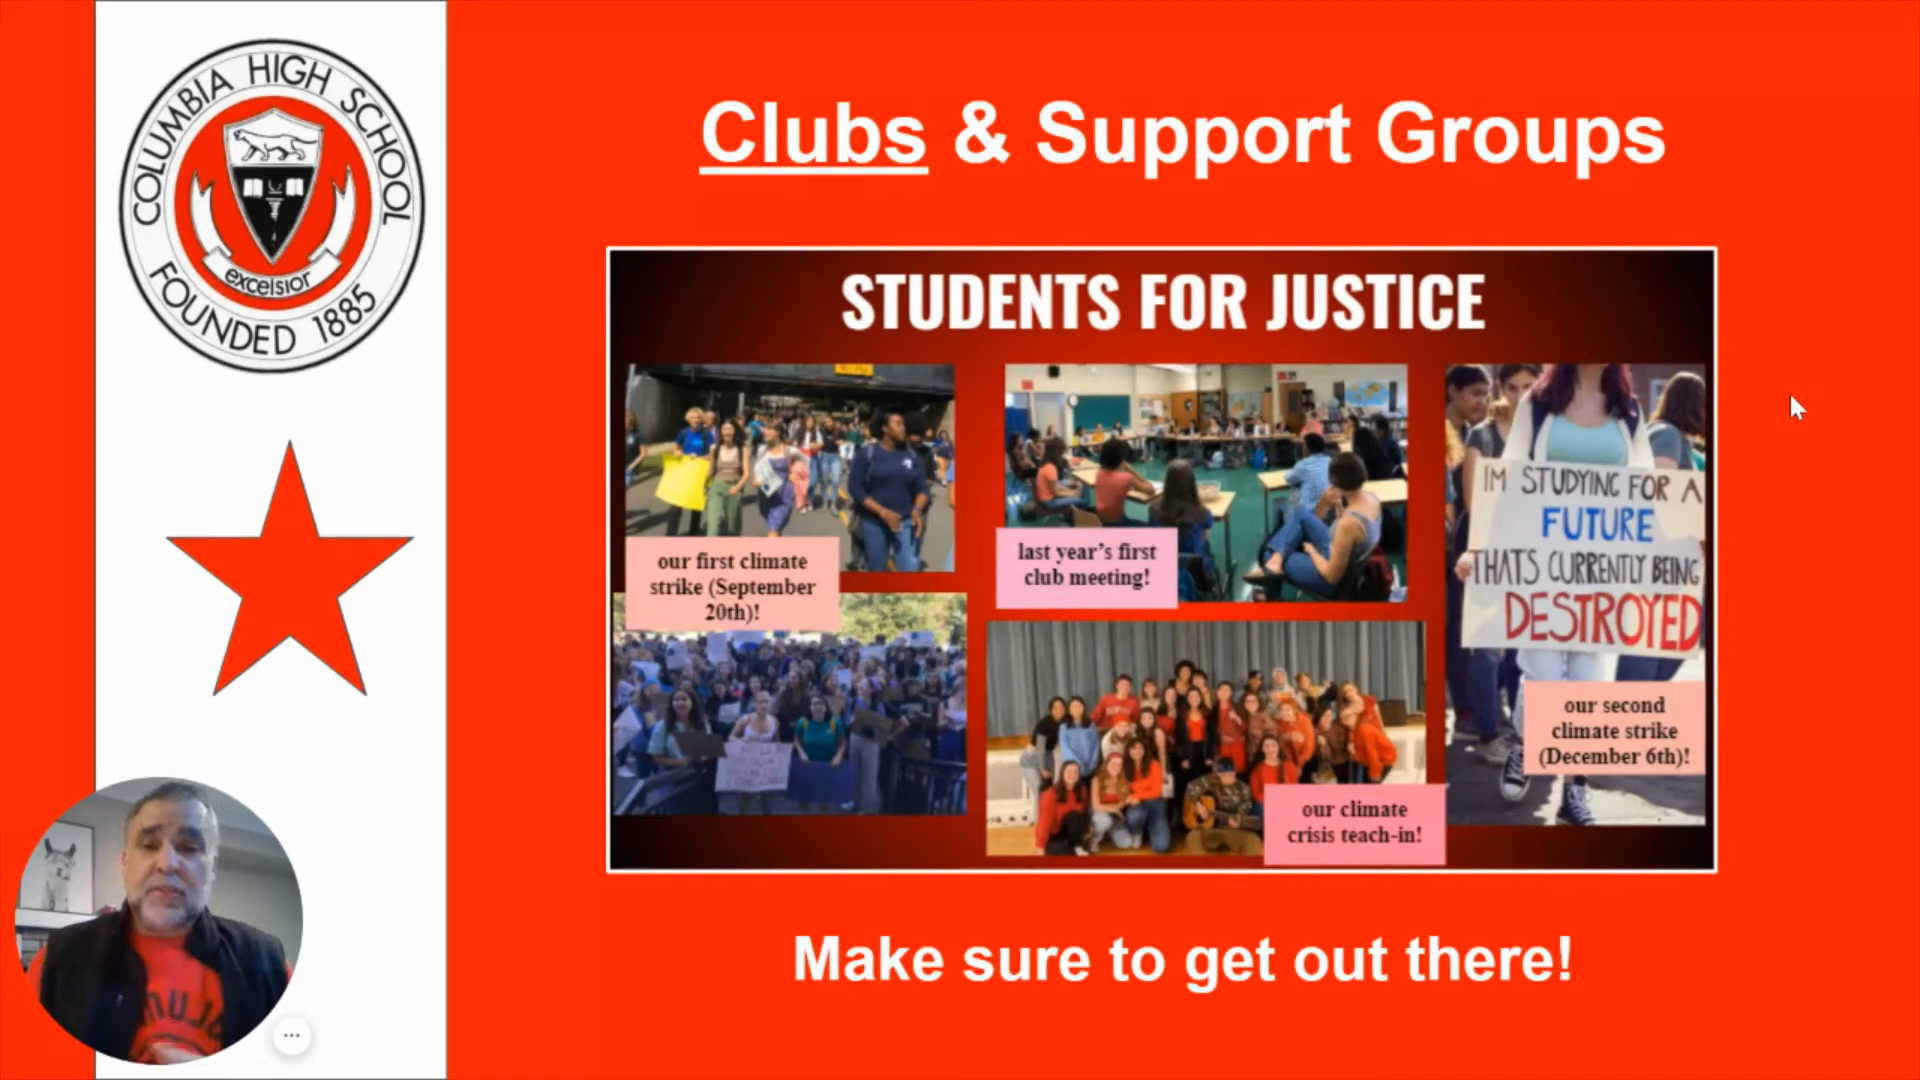 COLUMBIA HIGH SCHOOL
excelsior
FOUNDED 1885
Clubs & Support Groups
STUDENTS FOR JUSTICE
our first climate
strike (September
20th)!
last year's first
club meeting!
IM STUDYING FOR A
FUTURE
THATS CURRENTLY BEING
DESTROYED
our second
climate strike
(December 6th)!
our climate
crisis teach-in!
Make sure to get out there!